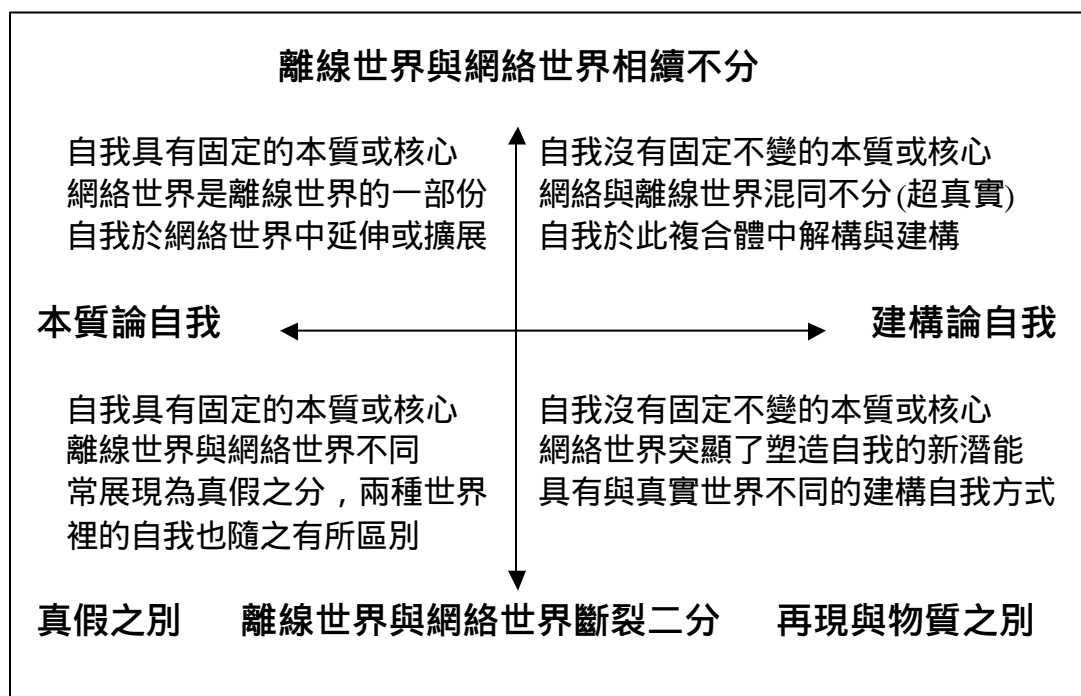 離線世界與網絡世界相續不分
自我具有固定的本質或核心
網絡世界是離線世界的一部份
自我於網絡世界中延伸或擴展
自我沒有固定不變的本質或核心
網絡與離線世界混同不分(超真實)
自我於此複合體中解構與建構
本質論自我
建構論自我
自我具有固定的本質或核心
離線世界與網絡世界不同
常展現為真假之分，兩種世界
裡的自我也隨之有所區別
自我沒有固定不變的本質或核心
網絡世界突顯了塑造自我的新潛能
具有與真實世界不同的建構自我方式
真假之別 離線世界與網絡世界斷裂二分 再現與物質之別